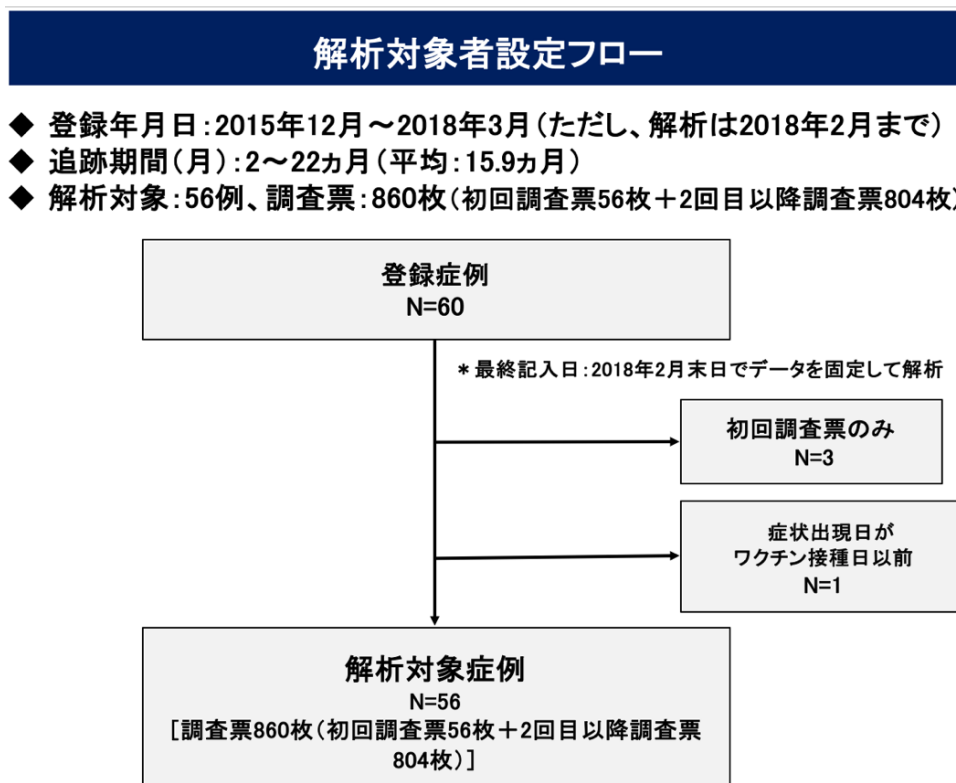 解析対象者設定フロー
◆ 登録年月日：2015年12月～2018年3月（ただし、解析は2018年2月まで）
◆ 追跡期間（月）：2～22ヵ月（平均：15.9ヵ月）
◆ 解析対象：56例、調査票：860枚（初回調査票56枚＋2回目以降調査票804枚）
登録症例
N=60
＊最終記入日：2018年2月末日でデータを固定して解析
初回調査票のみ
N=3
症状出現日が
ワクチン接種日以前
N=1
解析対象症例
N=56
［調査票860枚（初回調査票56枚＋2回目以降調査票
804枚）］